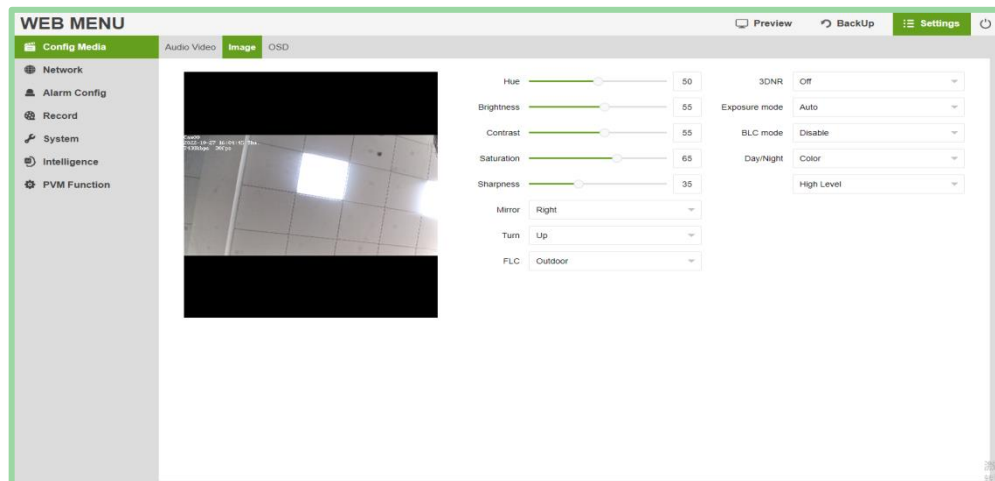 WEB MENU
Preview
BackUp
Settings
Config Media
Network
Alarm Config
Record
System
Intelligence
PVM Function
Audio Video
Image
OSD
Hue 50
Brightness 55
Contrast 55
Saturation 65
Sharpness 35
Mirror Right
Turn Up
FLC Outdoor
3DNR Off
Exposure mode Auto
BLC mode Disable
Day/Night Color
High Level